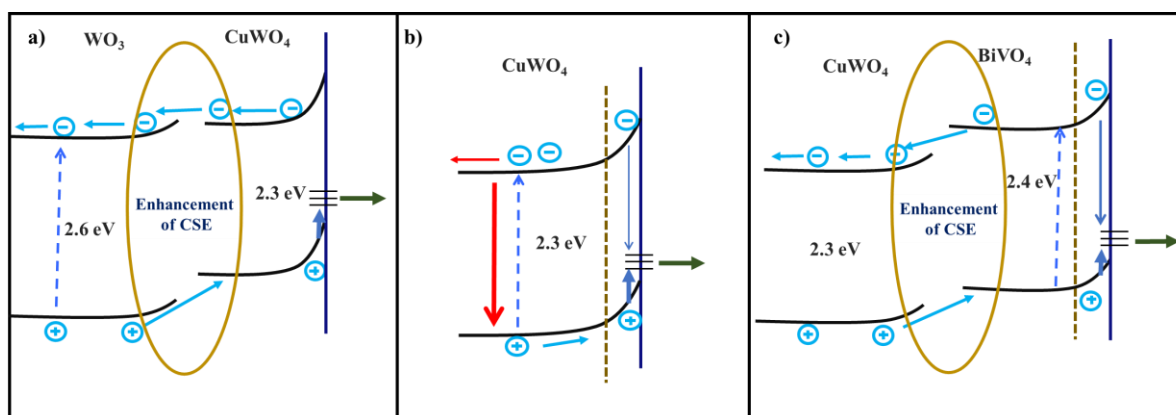 a)
WO₃
CuWO₄
2.6 eV
Enhancement
of CSE
2.3 eV
b)
CuWO₄
2.3 eV
c)
CuWO₄
BiVO₄
2.3 eV
Enhancement
of CSE
2.4 eV